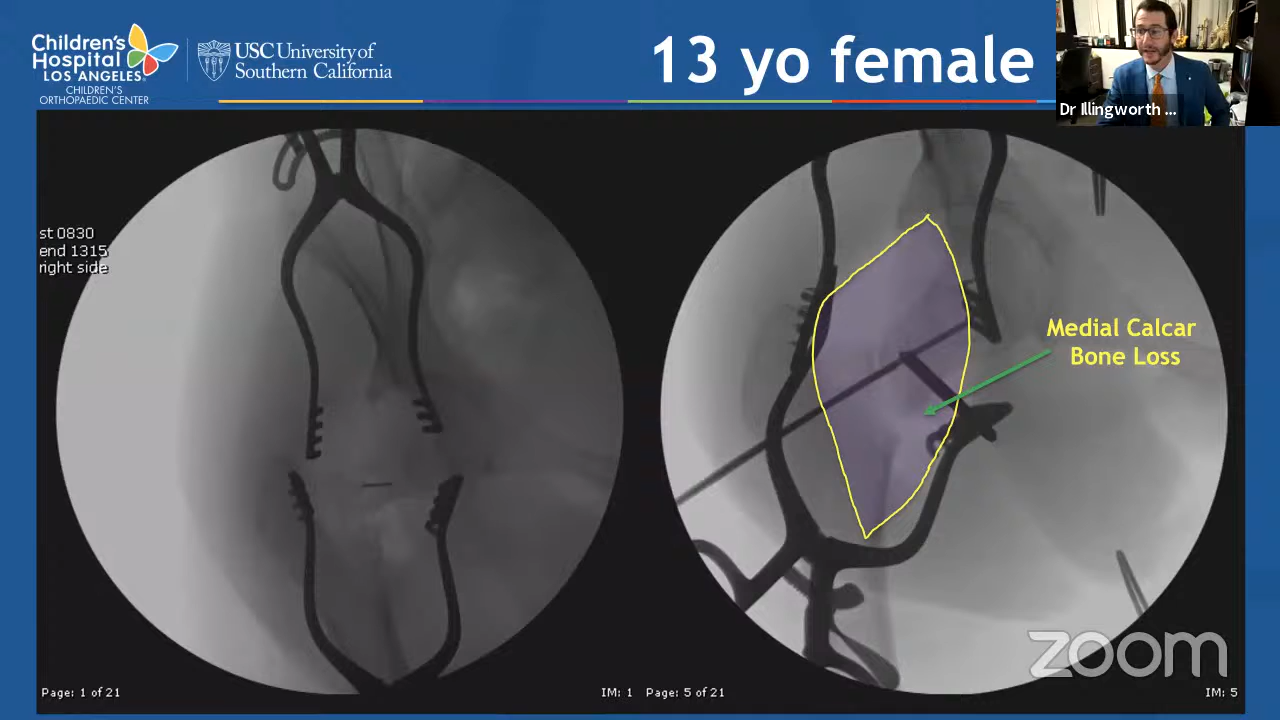 Children's
Hospital
LOS ANGELES
CHILDREN'S
ORTHOPAEDIC CENTER
USC University of
Southern California
13 yo female
Dr Illingworth ...
st 0830
end 1315
right side
Medial Calcar
Bone Loss
zoom
Page: 1 of 21
IM: 1
Page: 5 of 21
IM: 5